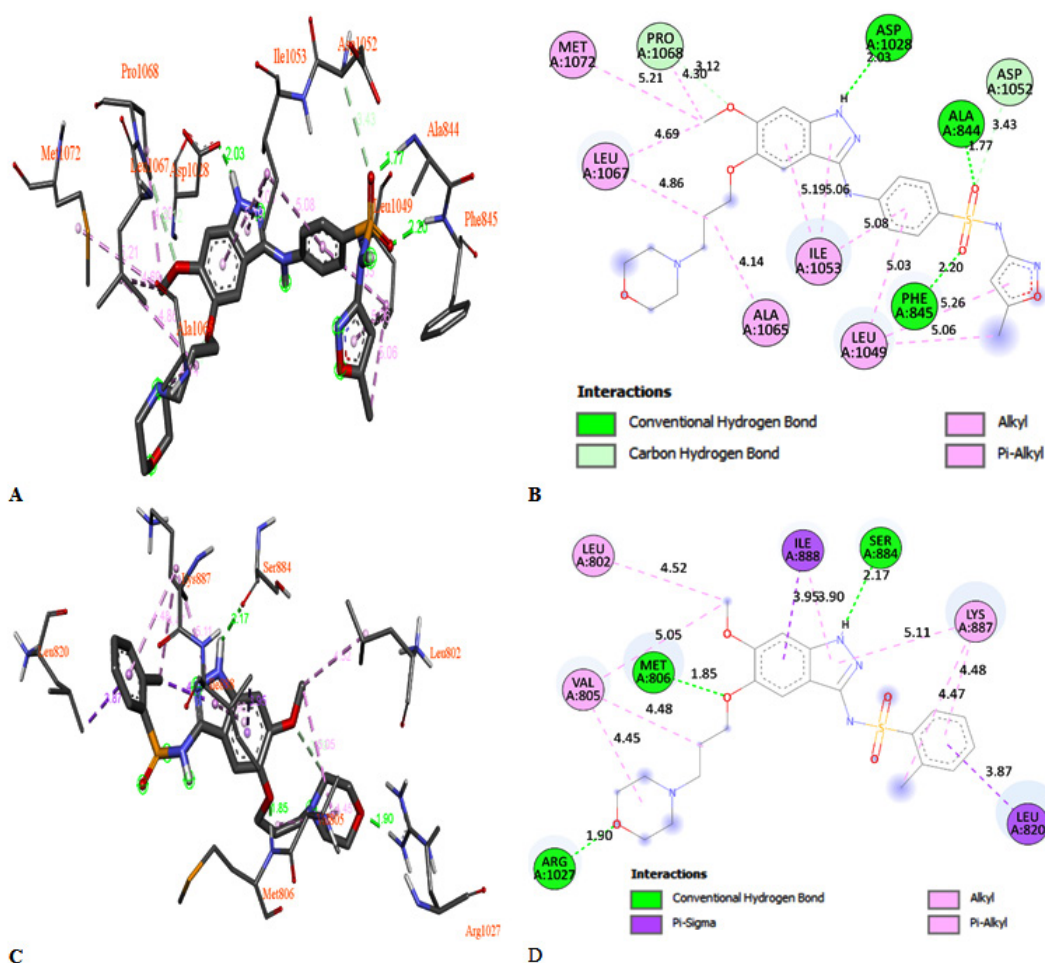 A
Pro1068
Ile1053
Met1072
Asp1028
2.03
3.43
1.77
Ala844
5.08
Phe845
2.20
5.06
B
MET
A:1072
PRO
A:1068
ASP
A:1028
ASP
A:1052
ALA
A:844
LEU
A:1067
ILE
A:1053
ALA
A:1065
PHE
A:845
LEU
A:1049
5.21
4.30
3.12
2.03
H
N
N
O
O
N
O
4.69
4.86
4.14
5.19
5.06
5.08
5.03
1.77
3.43
O
S
O
N
N
O
2.20
5.26
5.06
Interactions
Conventional Hydrogen Bond
Carbon Hydrogen Bond
Alkyl
Pi-Alkyl
C
Ser884
2.17
Leu802
Met806
1.90
Arg1027
D
LEU
A:802
ILE
A:888
SER
A:884
LYS
A:887
VAL
A:805
MET
A:806
ARG
A:1027
LEU
A:820
4.52
3.95
3.90
2.17
5.05
1.85
4.48
4.45
1.90
5.11
4.48
4.47
3.87
H
N
N
N
O
O
N
O
O
S
O
Interactions
Conventional Hydrogen Bond
Pi-Sigma
Alkyl
Pi-Alkyl